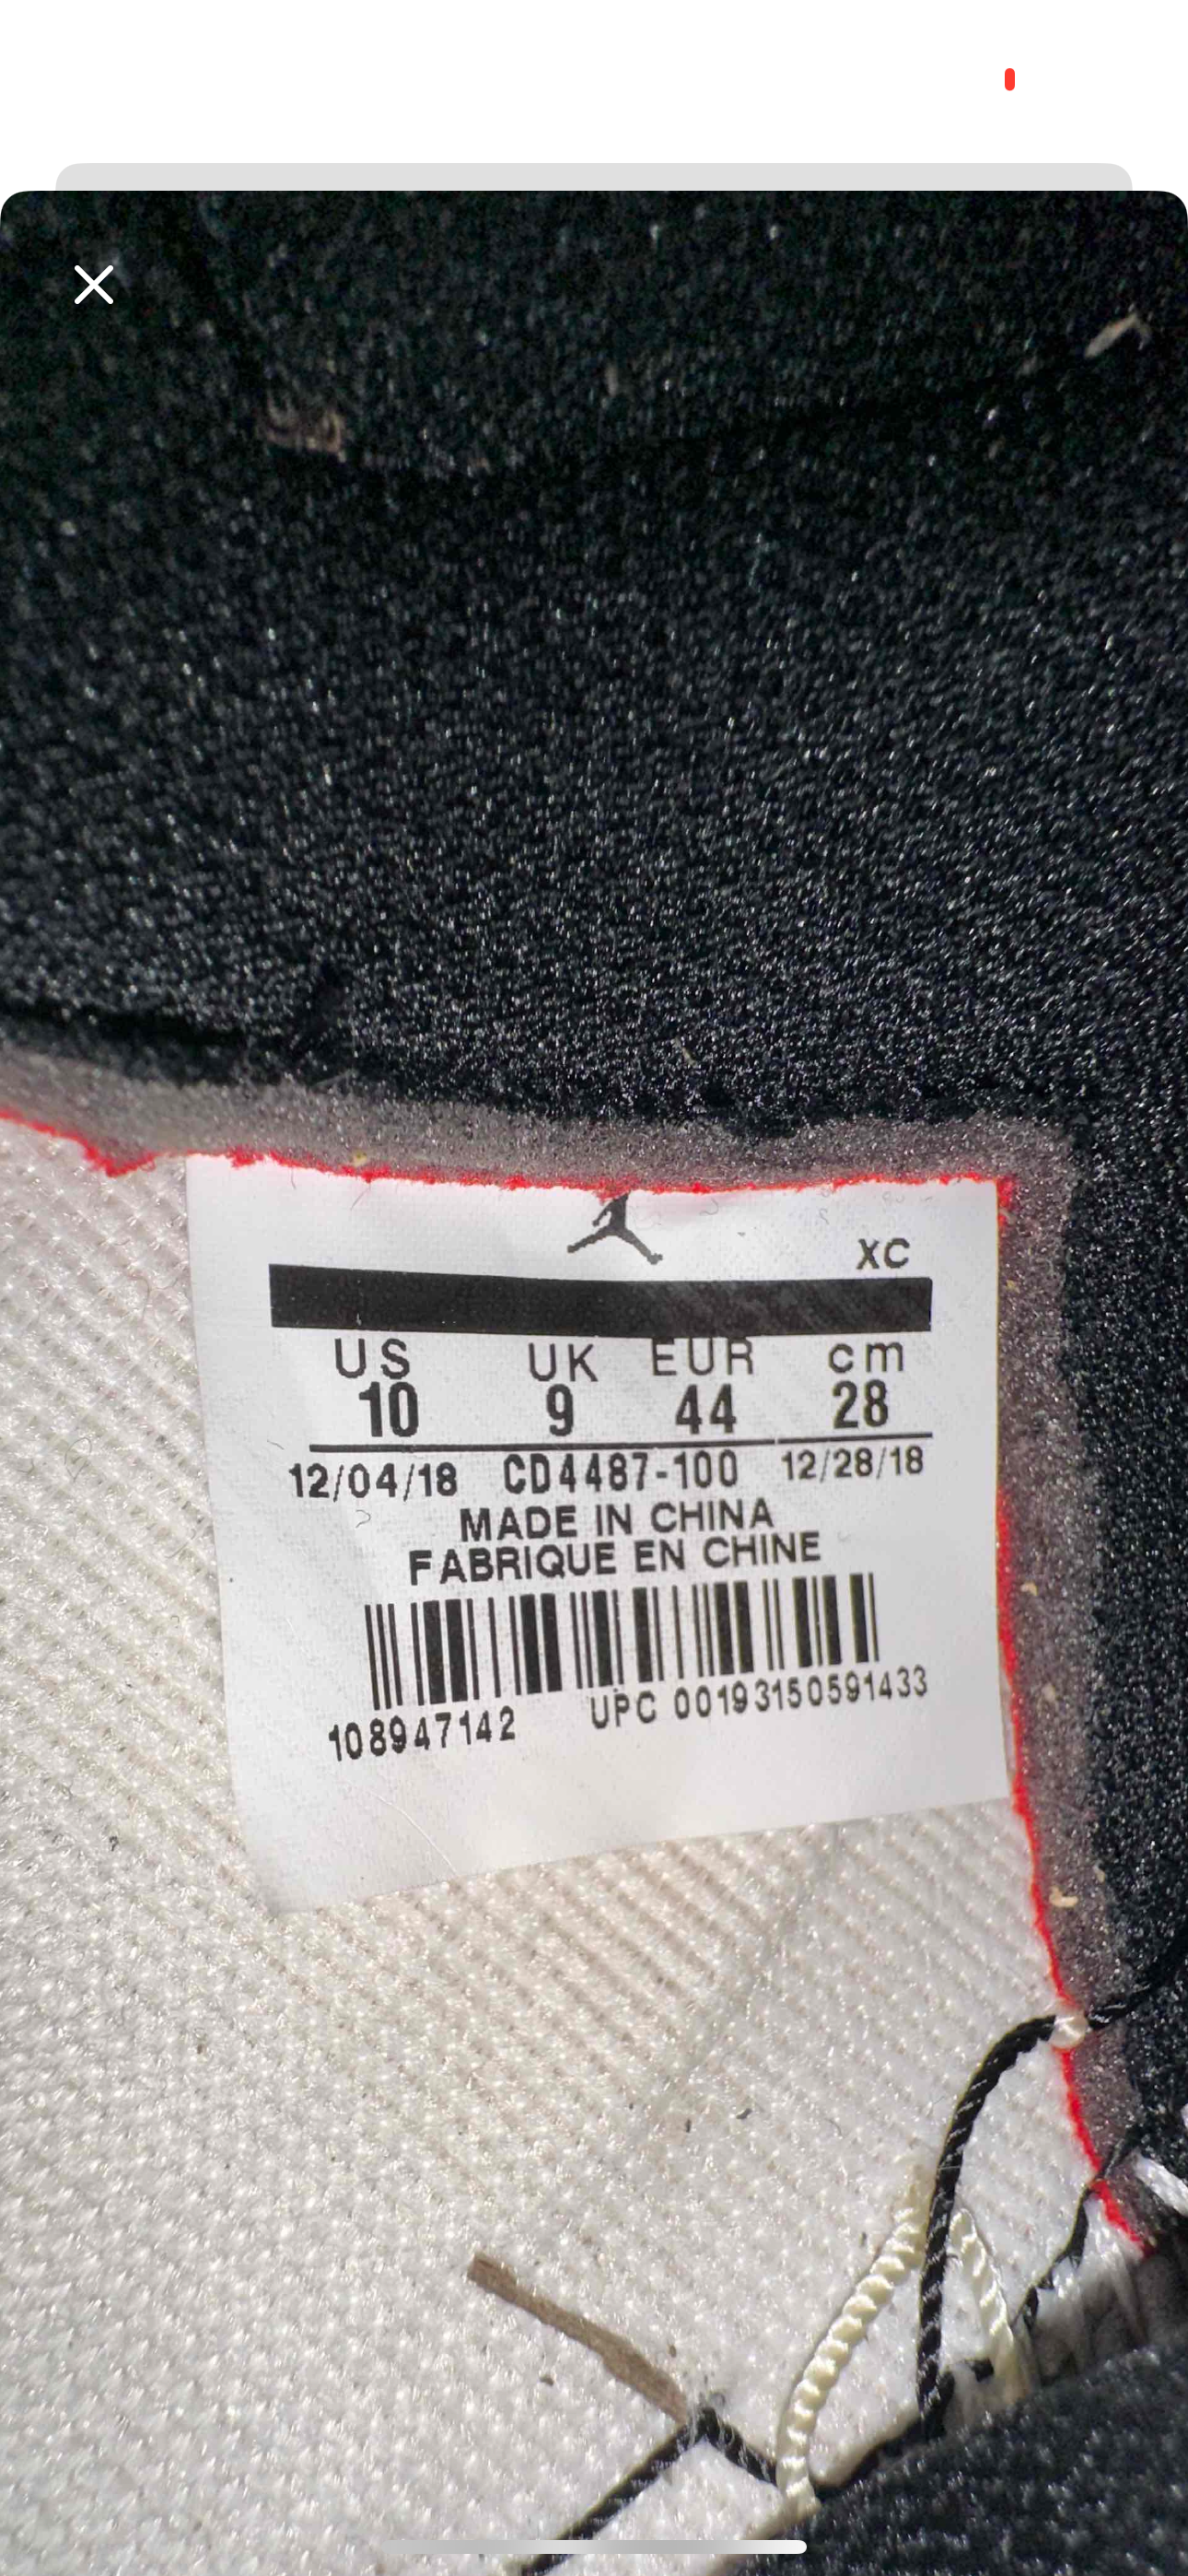 XC
US UK EUR cm
10 9 44 28
12/04/18 CD4487-100 12/28/18
MADE IN CHINA
FABRIQUE EN CHINE
108947142 UPC 00193150591433